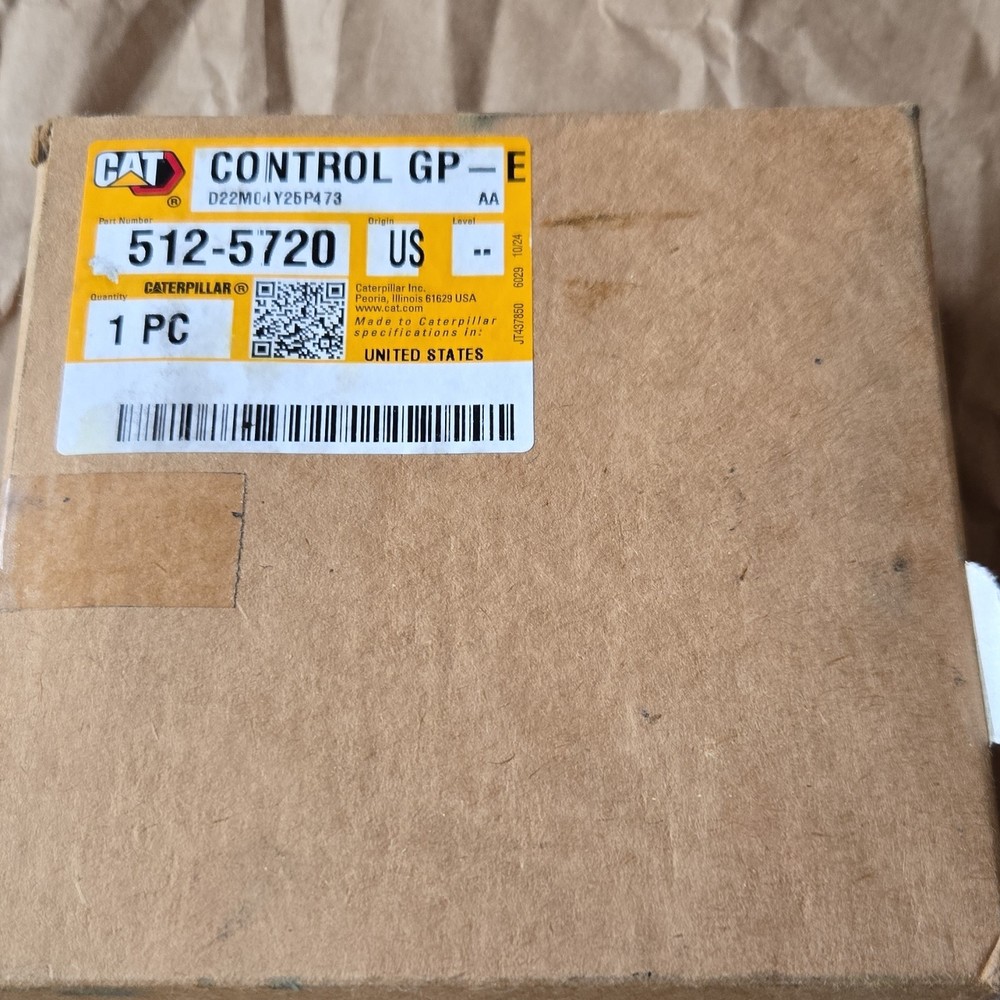 CAT
®
CONTROL GP-E
D22M04Y25P473
AA
Part Number
512-5720
Origin
US
Level
--
CATERPILLAR®
Quantity
1 PC
Caterpillar Inc.
Peoria, Illinois 61629 USA
www.cat.com
Made to Caterpillar
specifications in:
UNITED STATES
JT437850 6029 10/24